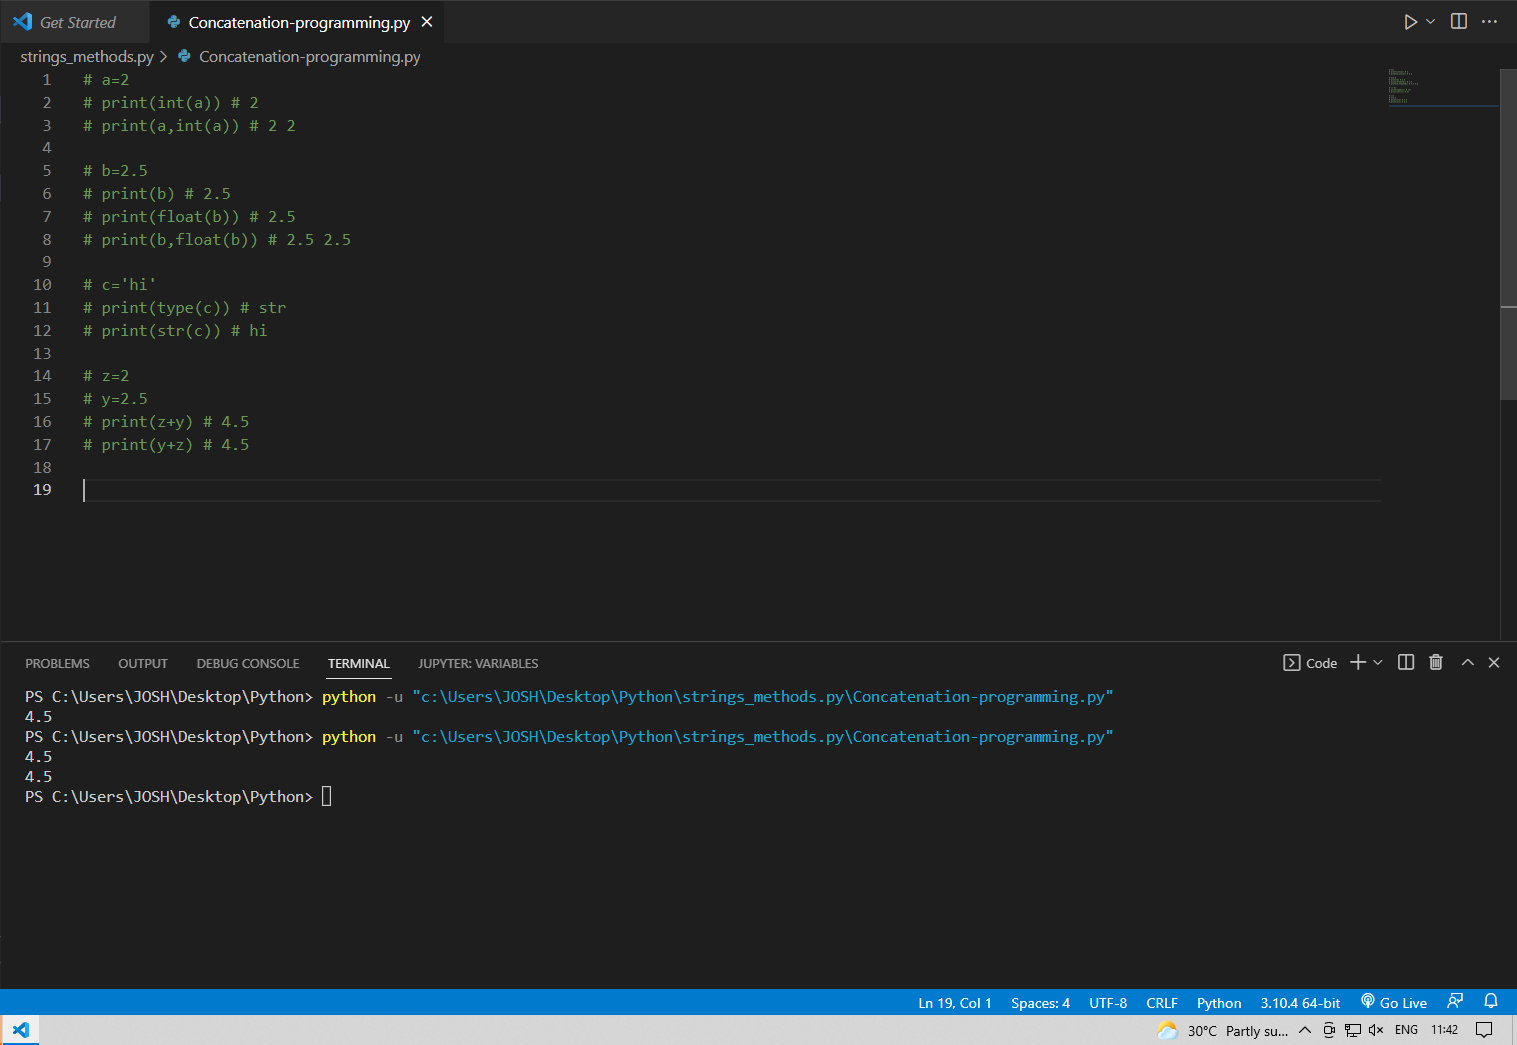 Get Started
Concatenation-programming.py
strings_methods.py > Concatenation-programming.py
1 # a=2
2 # print(int(a)) # 2
3 # print(a,int(a)) # 2 2
4
5 # b=2.5
6 # print(b) # 2.5
7 # print(float(b)) # 2.5
8 # print(b,float(b)) # 2.5 2.5
9
10 # c='hi'
11 # print(type(c)) # str
12 # print(str(c)) # hi
13
14 # z=2
15 # y=2.5
16 # print(z+y) # 4.5
17 # print(y+z) # 4.5
18
19
PROBLEMS OUTPUT DEBUG CONSOLE TERMINAL JUPYTER: VARIABLES Code
PS C:\Users\JOSH\Desktop\Python> python -u "c:\Users\JOSH\Desktop\Python\strings_methods.py\Concatenation-programming.py"
4.5
PS C:\Users\JOSH\Desktop\Python> python -u "c:\Users\JOSH\Desktop\Python\strings_methods.py\Concatenation-programming.py"
4.5
4.5
PS C:\Users\JOSH\Desktop\Python>
Ln 19, Col 1 Spaces: 4 UTF-8 CRLF Python 3.10.4 64-bit Go Live
30°C Partly su... ENG 11:42